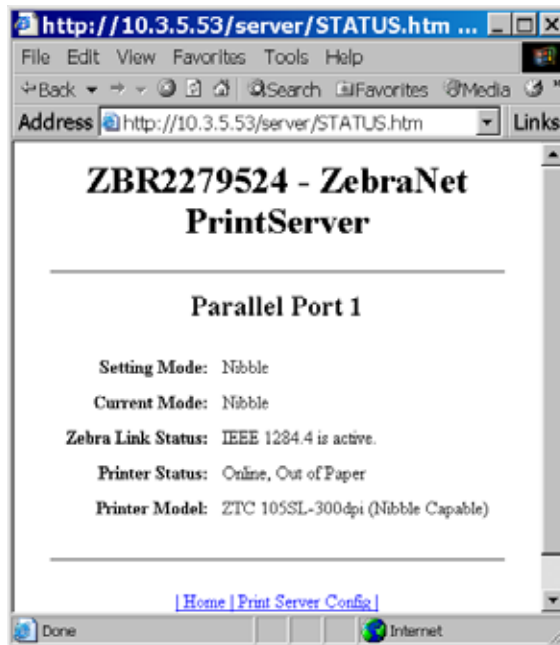 http://10.3.5.53/server/STATUS.htm ...
File Edit View Favorites Tools Help
Back Search Favorites Media »
Address http://10.3.5.53/server/STATUS.htm Links
ZBR2279524 - ZebraNet
PrintServer
Parallel Port 1
Setting Mode: Nibble
Current Mode: Nibble
Zebra Link Status: IEEE 1284.4 is active.
Printer Status: Online, Out of Paper
Printer Model: ZTC 105SL-300dpi (Nibble Capable)
| Home | Print Server Config |
Done Internet